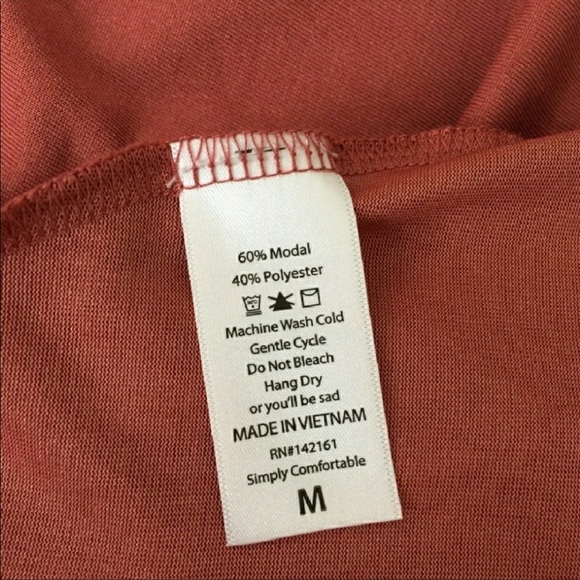 60% Modal
40% Polyester
Machine Wash Cold
Gentle Cycle
Do Not Bleach
Hang Dry
or you'll be sad
MADE IN VIETNAM
RN#142161
Simply Comfortable
M